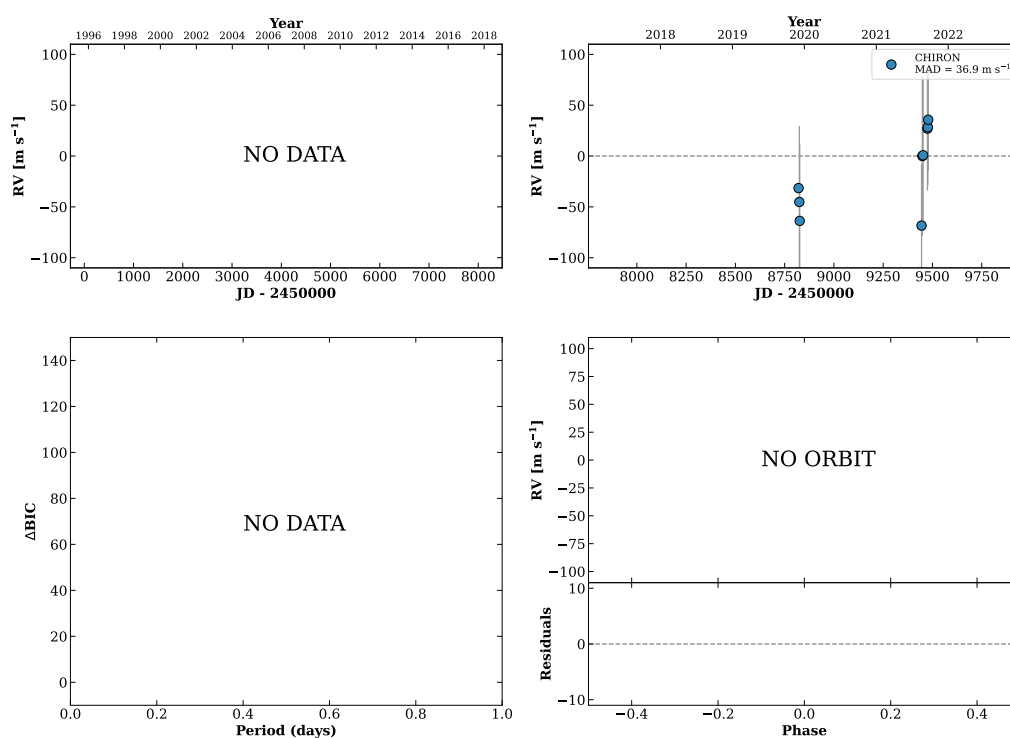 Year
1996 1998 2000 2002 2004 2006 2008 2010 2012 2014 2016 2018
100
50
0
−50
−100
RV [m s⁻¹]
NO DATA
0 1000 2000 3000 4000 5000 6000 7000 8000
JD - 2450000
Year
2018 2019 2020 2021 2022
CHIRON
MAD = 36.9 m s⁻¹
100
50
0
−50
−100
RV [m s⁻¹]
8000 8250 8500 8750 9000 9250 9500 9750
JD - 2450000
140
120
100
80
60
40
20
0
ΔBIC
NO DATA
0.0 0.2 0.4 0.6 0.8 1.0
Period (days)
100
75
50
25
0
−25
−50
−75
−100
RV [m s⁻¹]
NO ORBIT
10
0
−10
Residuals
−0.4 −0.2 0.0 0.2 0.4
Phase